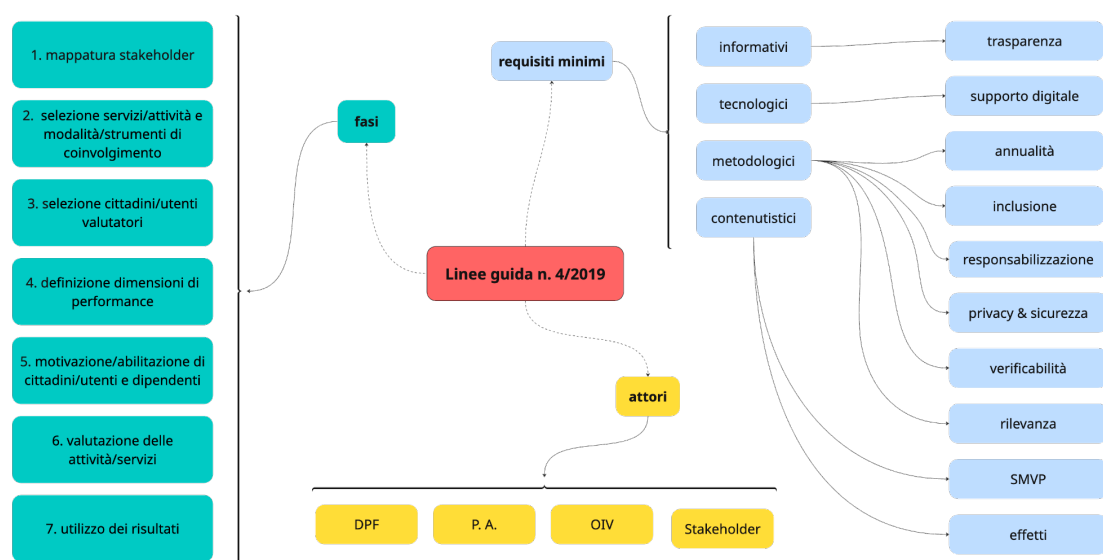 Linee guida n. 4/2019
fasi
1. mappatura stakeholder
2.  selezione servizi/attività e
modalità/strumenti di
coinvolgimento
3. selezione cittadini/utenti
valutatori
4. definizione dimensioni di
performance
5. motivazione/abilitazione di
cittadini/utenti e dipendenti
6. valutazione delle
attività/servizi
7. utilizzo dei risultati
requisiti minimi
informativi
tecnologici
metodologici
contenutistici
trasparenza
supporto digitale
annualità
inclusione
responsabilizzazione
privacy & sicurezza
verificabilità
rilevanza
SMVP
effetti
attori
DPF
P. A.
OIV
Stakeholder